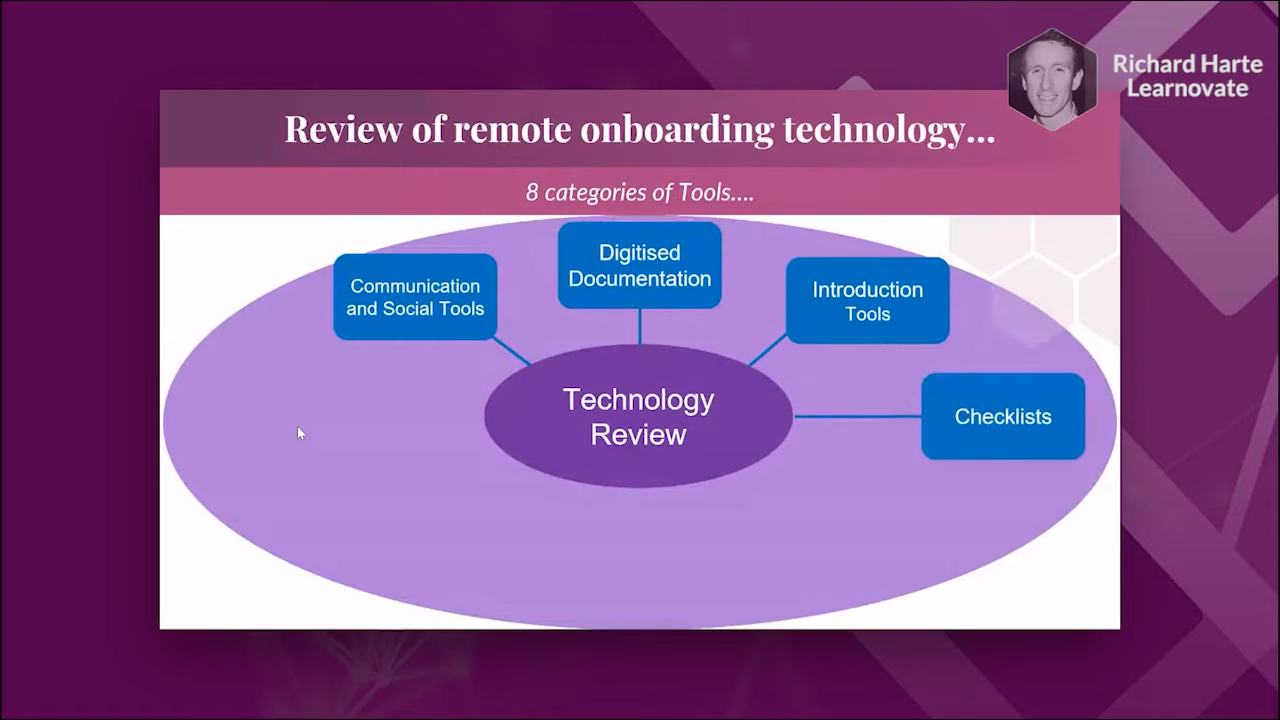 Richard Harte
Learnovate
Review of remote onboarding technology...
8 categories of Tools....
Communication
and Social Tools
Digitised
Documentation
Introduction
Tools
Checklists
Technology
Review